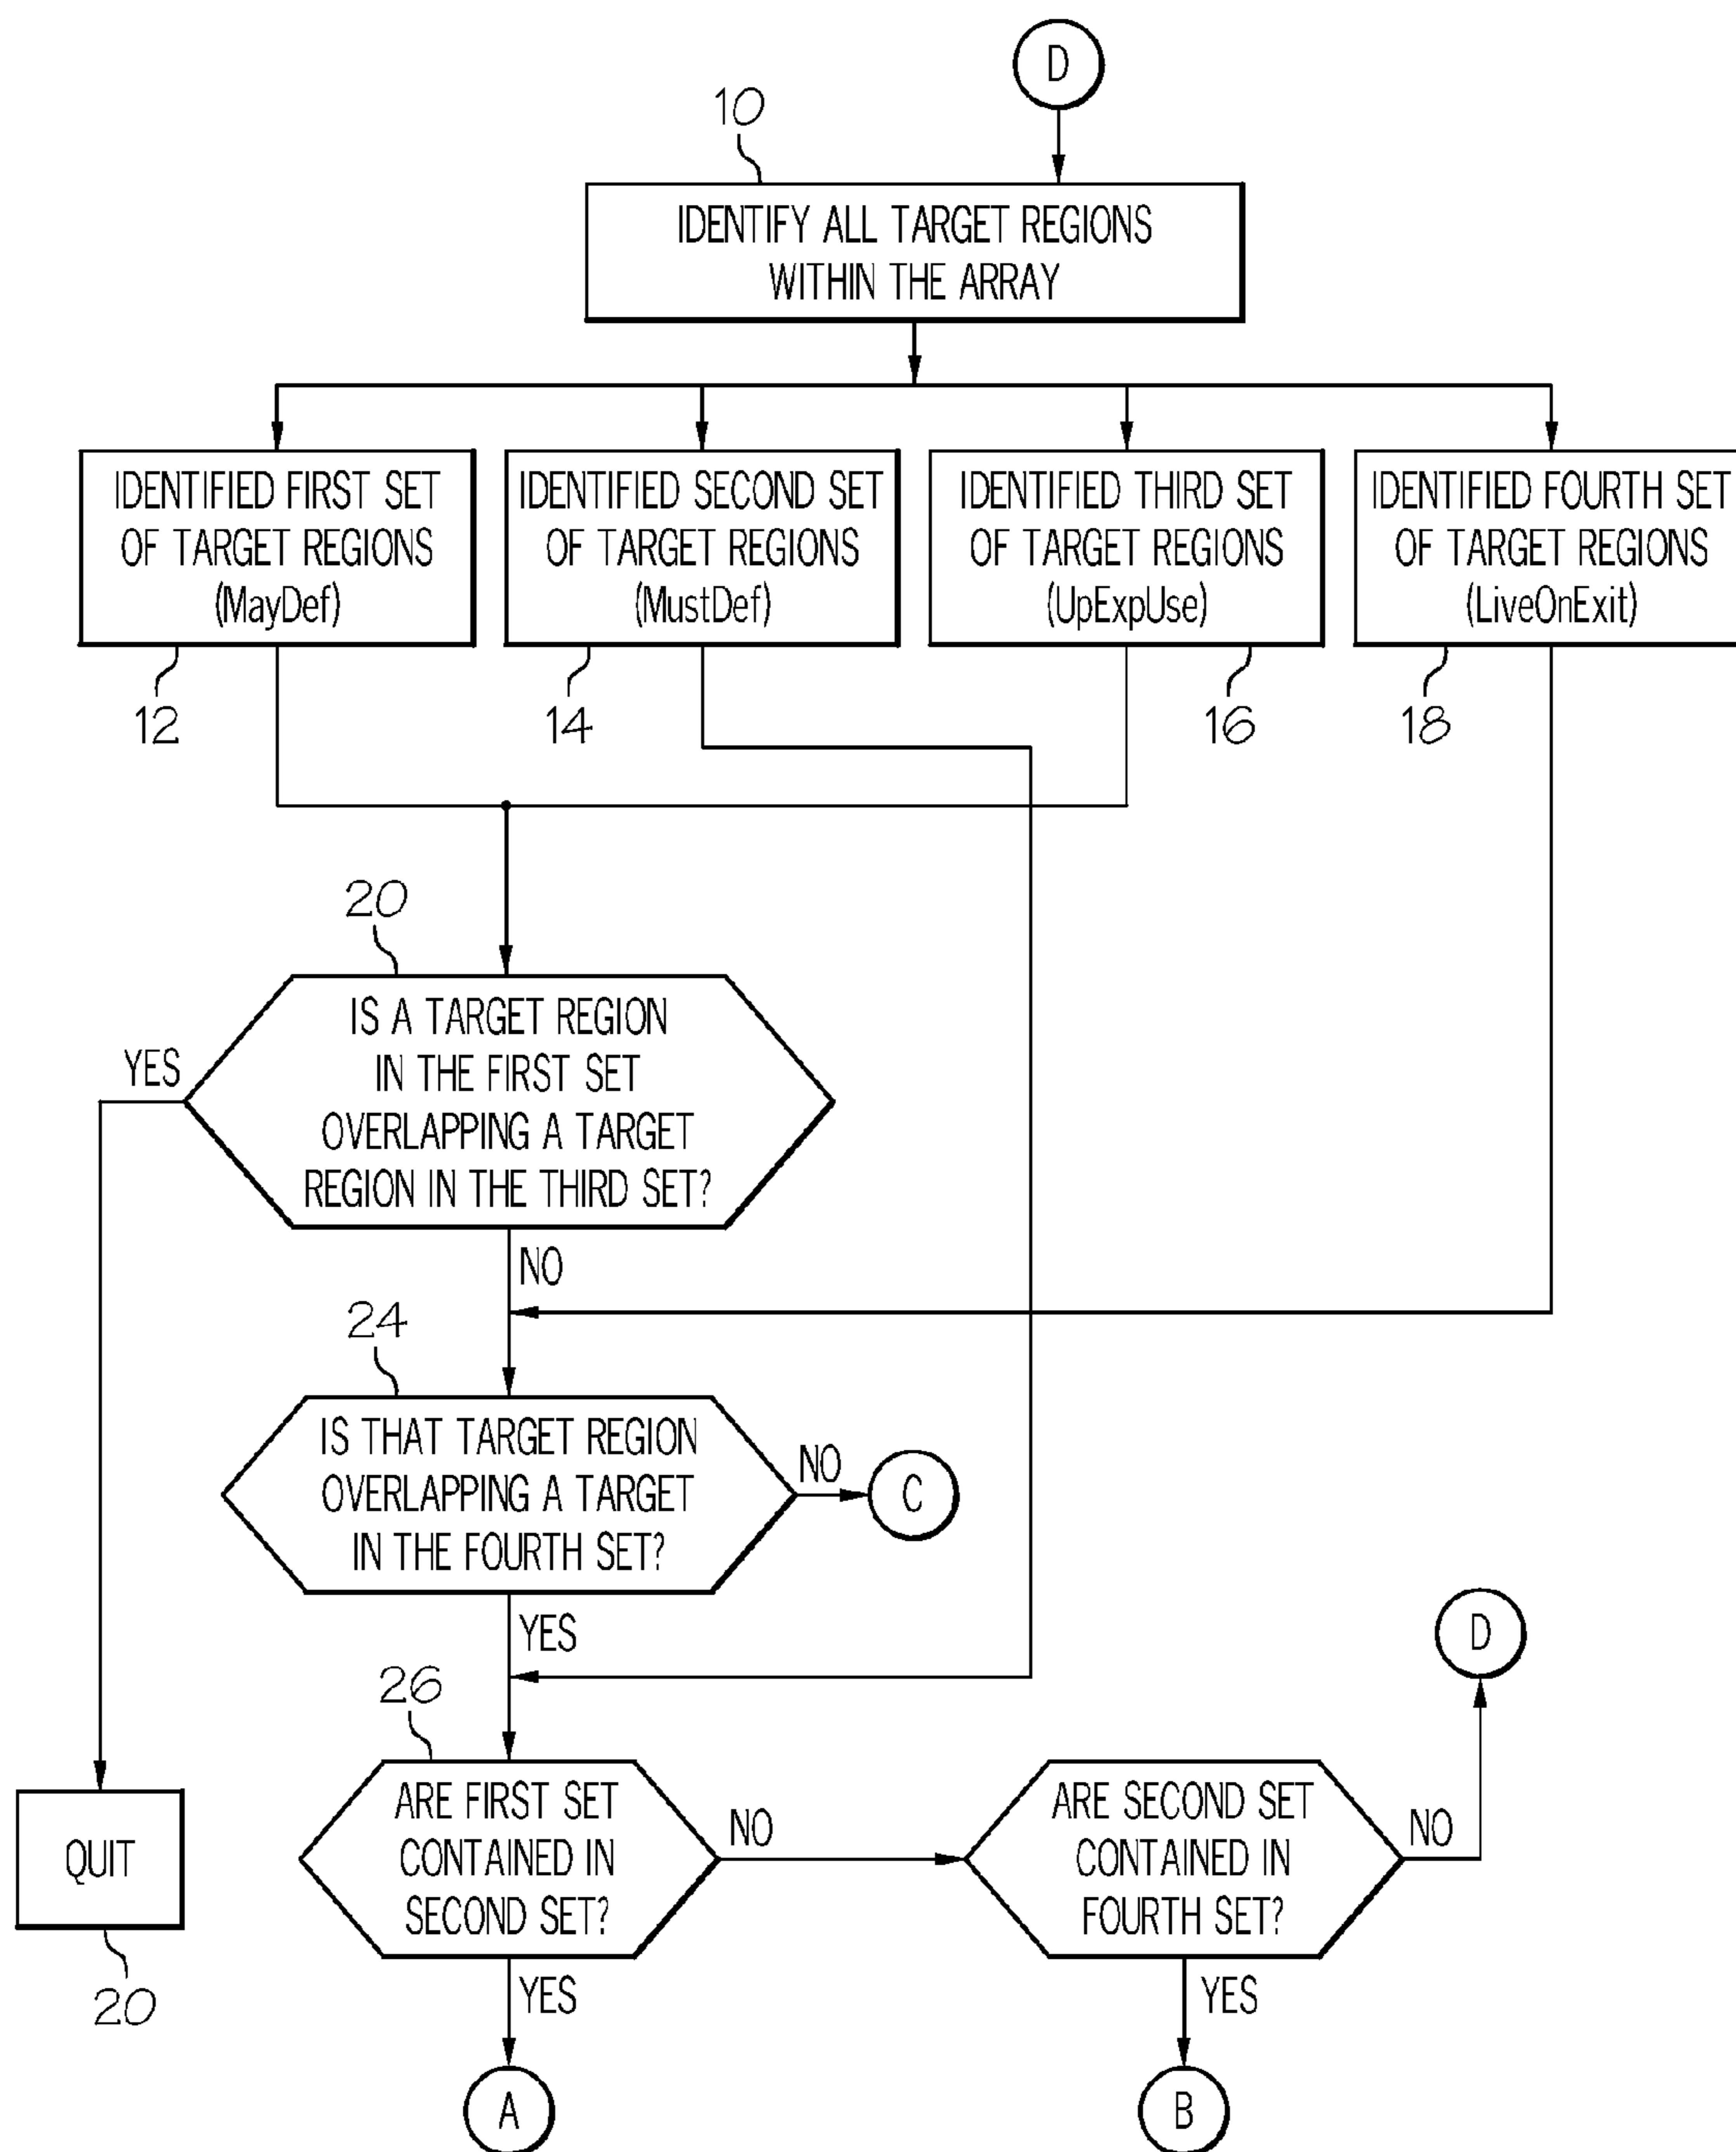 D
10
IDENTIFY ALL TARGET REGIONS
WITHIN THE ARRAY
IDENTIFIED FIRST SET
OF TARGET REGIONS
(MayDef)
12
IDENTIFIED SECOND SET
OF TARGET REGIONS
(MustDef)
14
IDENTIFIED THIRD SET
OF TARGET REGIONS
(UpExpUse)
16
IDENTIFIED FOURTH SET
OF TARGET REGIONS
(LiveOnExit)
18
20
IS A TARGET REGION
IN THE FIRST SET
OVERLAPPING A TARGET
REGION IN THE THIRD SET?
YES
NO
24
IS THAT TARGET REGION
OVERLAPPING A TARGET
IN THE FOURTH SET?
NO
C
YES
26
ARE FIRST SET
CONTAINED IN
SECOND SET?
NO
ARE SECOND SET
CONTAINED IN
FOURTH SET?
NO
D
QUIT
20
YES
A
YES
B